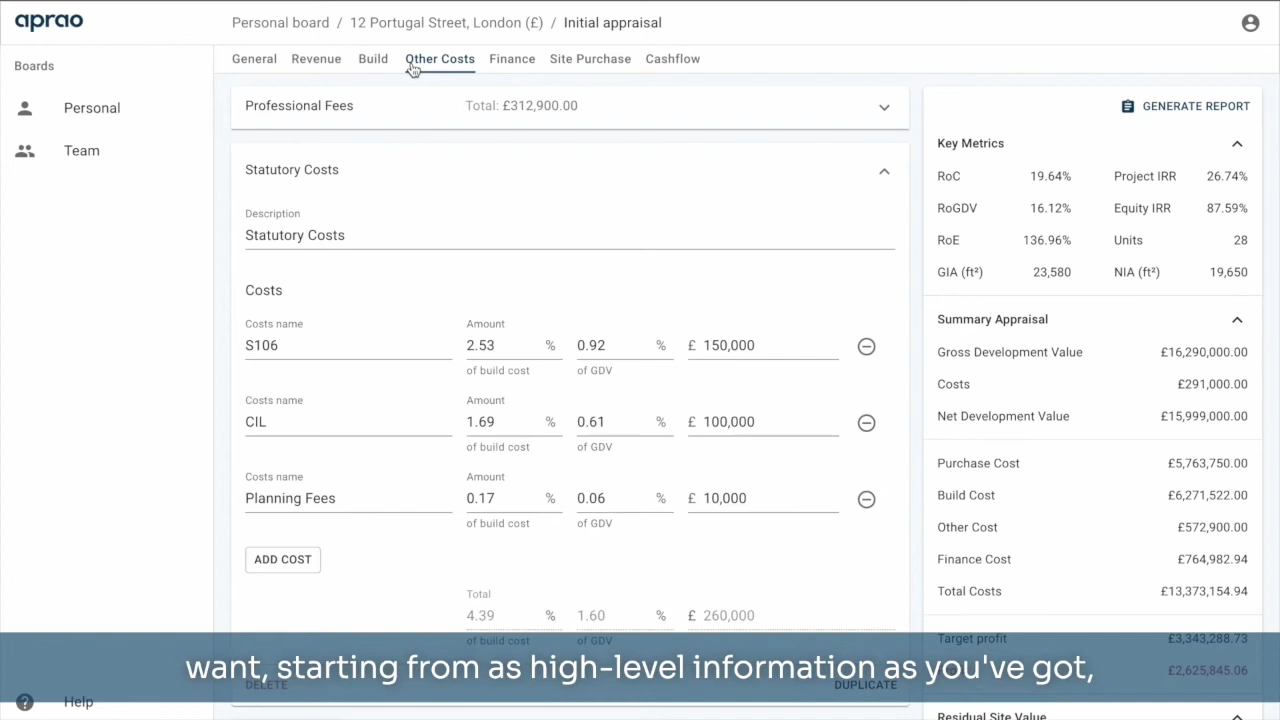 aprao
Personal board / 12 Portugal Street, London (£) / Initial appraisal
Boards
Personal
Team
General Revenue Build Other Costs Finance Site Purchase Cashflow
Professional Fees Total: £312,900.00
Statutory Costs
Description
Statutory Costs
Costs
Costs name Amount
S106 2.53 % 0.92 % £ 150,000
of build cost of GDV
Costs name Amount
CIL 1.69 % 0.61 % £ 100,000
of build cost of GDV
Costs name Amount
Planning Fees 0.17 % 0.06 % £ 10,000
of build cost of GDV
ADD COST
Total
4.39 % 1.60 % £ 260,000
of build cost of GDV
DELETE DUPLICATE
GENERATE REPORT
Key Metrics
RoC 19.64% Project IRR 26.74%
RoGDV 16.12% Equity IRR 87.59%
RoE 136.96% Units 28
GIA (ft²) 23,580 NIA (ft²) 19,650
Summary Appraisal
Gross Development Value £16,290,000.00
Costs £291,000.00
Net Development Value £15,999,000.00
Purchase Cost £5,763,750.00
Build Cost £6,271,522.00
Other Cost £572,900.00
Finance Cost £764,982.94
Total Costs £13,373,154.94
Target profit £3,343,288.73
£2,625,845.06
Residual Site Value
want, starting from as high-level information as you've got,
Help